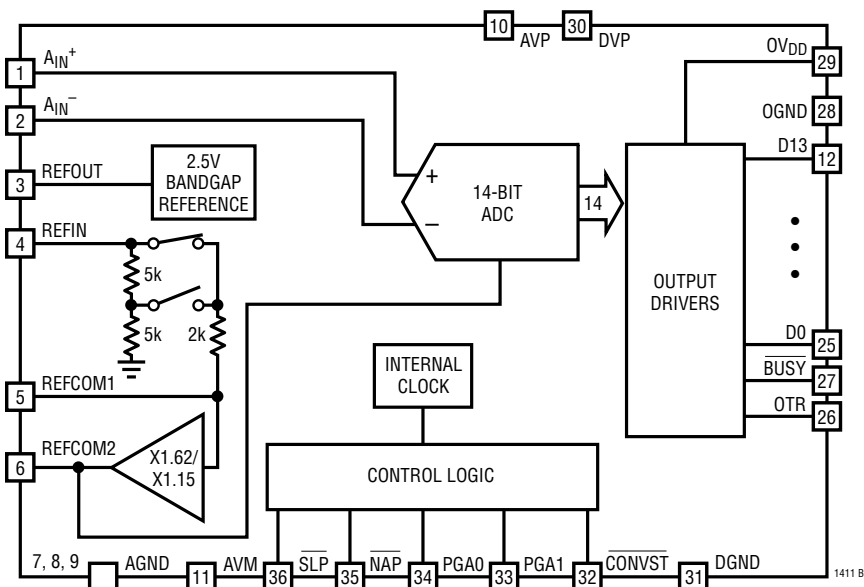 10 AVP 30 DVP
1 AIN+
OVDD 29
2 AIN−
OGND 28
D13 12
3 REFOUT
2.5V
BANDGAP
REFERENCE
+
−
14-BIT
ADC
14
4 REFIN
5k
5k
2k
OUTPUT
DRIVERS
D0 25
BUSY 27
OTR 26
INTERNAL
CLOCK
5 REFCOM1
6 REFCOM2
X1.62/
X1.15
CONTROL LOGIC
7, 8, 9 AGND 11 AVM 36 SLP 35 NAP 34 PGA0 33 PGA1 32 CONVST 31 DGND
1411 B